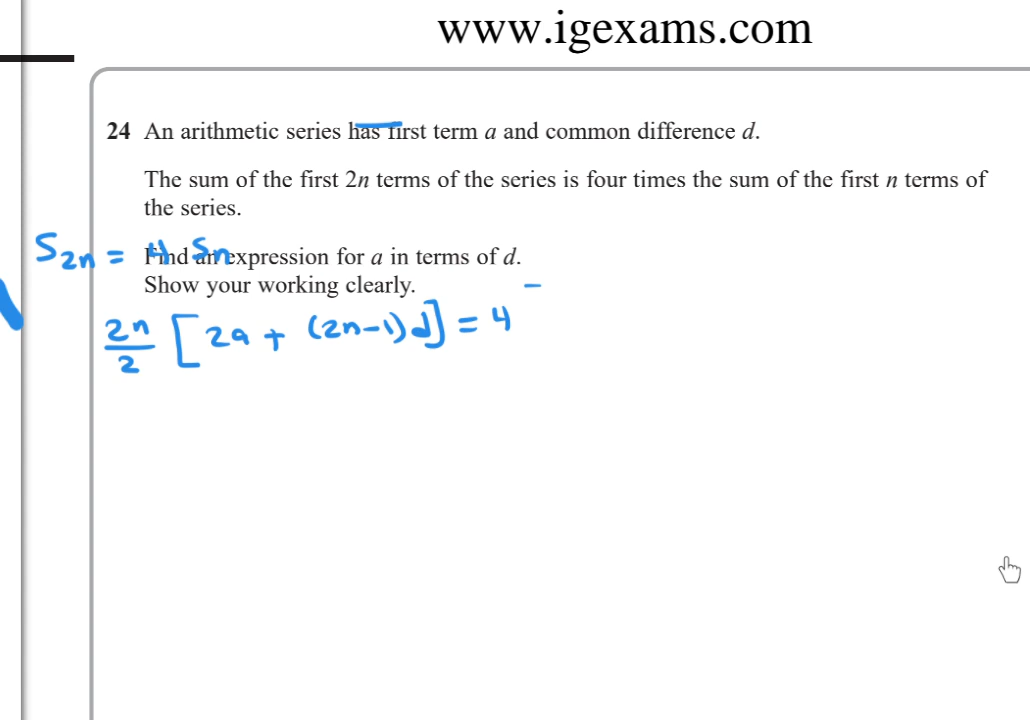 www.igexams.com
24 An arithmetic series has first term a and common difference d.
The sum of the first 2n terms of the series is four times the sum of the first n terms of
the series.
S2n = 4 Sn
Find an expression for a in terms of d.
Show your working clearly.
2n/2 [2a + (2n-1)d] = 4